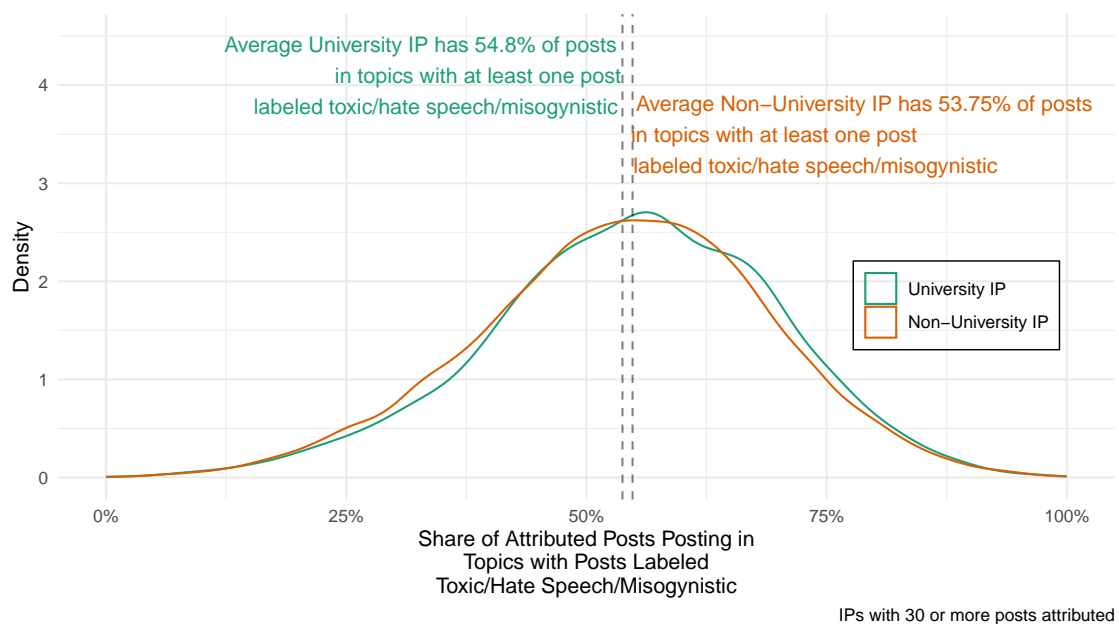 Average University IP has 54.8% of posts
in topics with at least one post
labeled toxic/hate speech/misogynistic
Average Non−University IP has 53.75% of posts
in topics with at least one post
labeled toxic/hate speech/misogynistic
4
3
2
1
0
Density
University IP
Non−University IP
0%
25%
50%
75%
100%
Share of Attributed Posts Posting in
Topics with Posts Labeled
Toxic/Hate Speech/Misogynistic
IPs with 30 or more posts attributed